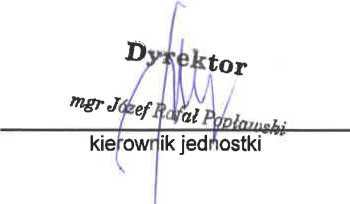 Dyrektor
mgr Józef Rafał Popławski
kierownik jednostki